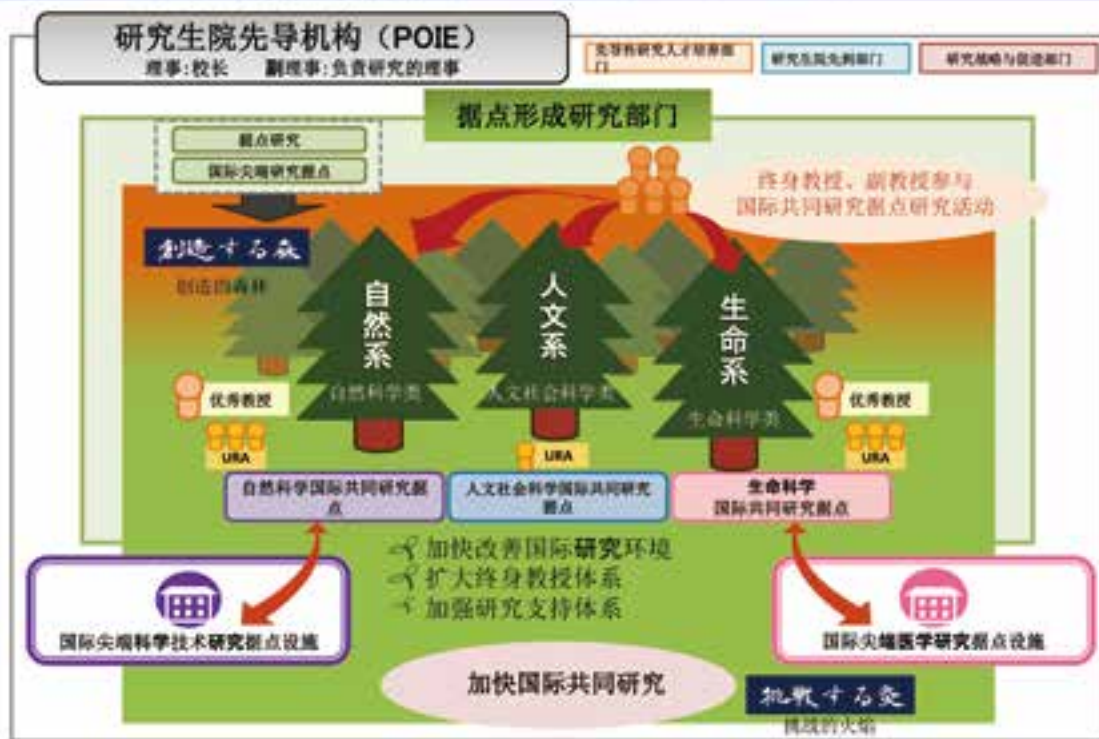 研究生院先导机构（POIE）
理事:校长　副理事:负责研究的理事
先导性研究人才培养部门
研究生院先端部门
研究战略与促进部门
据点形成研究部门
据点研究
国际尖端研究据点
终身教授、副教授参与
国际共同研究据点研究活动
創造する森
创造的森林
自然系
自然科学类
人文系
人文社会科学类
生命系
生命科学类
优秀教授
URA
URA
优秀教授
URA
自然科学国际共同研究据
点
人文社会科学国际共同研究
据点
生命科学
国际共同研究据点
加快改善国际研究环境
扩大终身教授体系
加强研究支持体系
国际尖端科学技术研究据点设施
国际尖端医学研究据点设施
加快国际共同研究
挑戦する炎
挑战的火焰